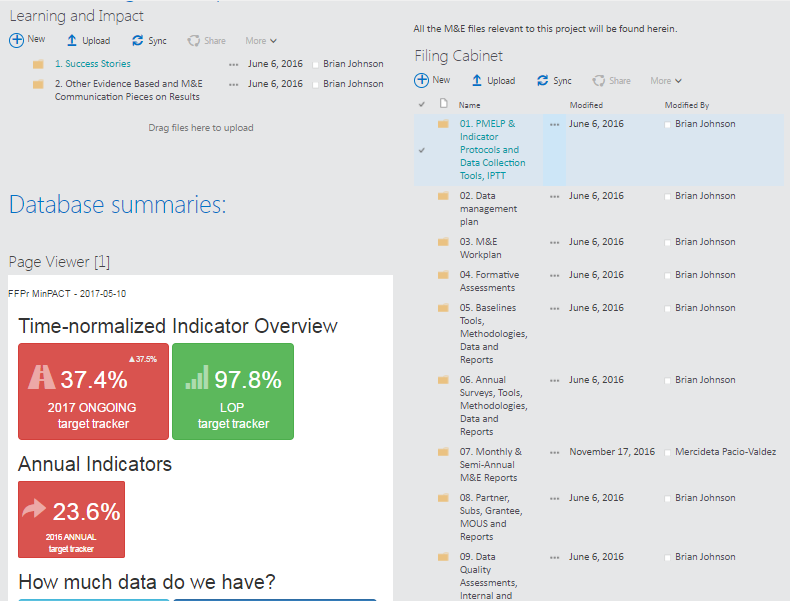 Learning and Impact
New Upload Sync Share More
1. Success Stories ... June 6, 2016 Brian Johnson
2. Other Evidence Based and M&E ... June 6, 2016 Brian Johnson
Communication Pieces on Results
Drag files here to upload
Database summaries:
Page Viewer [1]
FFPr MinPACT - 2017-05-10
Time-normalized Indicator Overview
▲37.5%
37.4%
2017 ONGOING
target tracker
97.8%
LOP
target tracker
Annual Indicators
23.6%
2016 ANNUAL
target tracker
How much data do we have?
All the M&E files relevant to this project will be found herein.
Filing Cabinet
New Upload Sync Share More
Name Modified Modified By
01. PMELP & ... June 6, 2016 Brian Johnson
Indicator
Protocols and
Data Collection
Tools, IPTT
02. Data ... June 6, 2016 Brian Johnson
management
plan
03. M&E ... June 6, 2016 Brian Johnson
Workplan
04. Formative ... June 6, 2016 Brian Johnson
Assessments
05. Baselines ... June 6, 2016 Brian Johnson
Tools,
Methodologies,
Data and
Reports
06. Annual ... June 6, 2016 Brian Johnson
Surveys, Tools,
Methodologies,
Data and
Reports
07. Monthly & ... November 17, 2016 Mercideta Pacio-Valdez
Semi-Annual
M&E Reports
08. Partner, ... June 6, 2016 Brian Johnson
Subs, Grantee,
MOUS and
Reports
09. Data ... June 6, 2016 Brian Johnson
Quality
Assessments,
Internal and